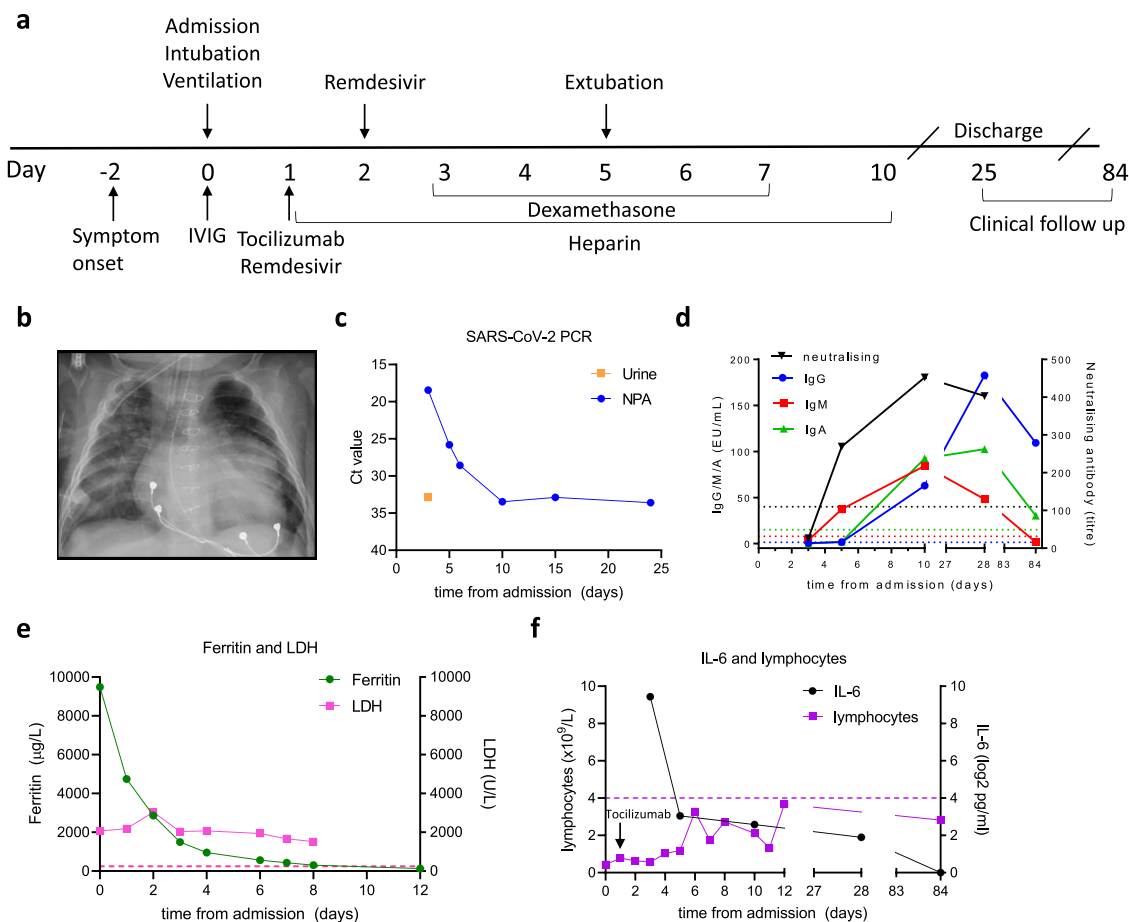 a
Admission
Intubation
Ventilation
Remdesivir
Extubation
Discharge
Day
-2
0
1
2
3
4
5
6
7
10
25
84
Symptom
onset
IVIG
Tocilizumab
Remdesivir
Dexamethasone
Heparin
Clinical follow up
b
c
SARS-CoV-2 PCR
Urine
NPA
Ct value
15
20
25
30
35
40
0 5 10 15 20 25
time from admission (days)
d
neutralising
IgG
IgM
IgA
IgG/M/A (EU/mL)
200
150
100
50
0
Neutralising antibody (titre)
500
400
300
200
100
0
0 2 4 6 8 10 27 28 83 84
time from admission (days)
e
Ferritin and LDH
Ferritin
LDH
Ferritin (μg/L)
10000
8000
6000
4000
2000
0
LDH (U/L)
10000
8000
6000
4000
2000
0
0 2 4 6 8 10 12
time from admission (days)
f
IL-6 and lymphocytes
IL-6
lymphocytes
lymphocytes (x10⁹/L)
10
8
6
4
2
0
Tocilizumab
IL-6 (log2 pg/ml)
10
8
6
4
2
0
0 2 4 6 8 10 12 27 28 83 84
time from admission (days)